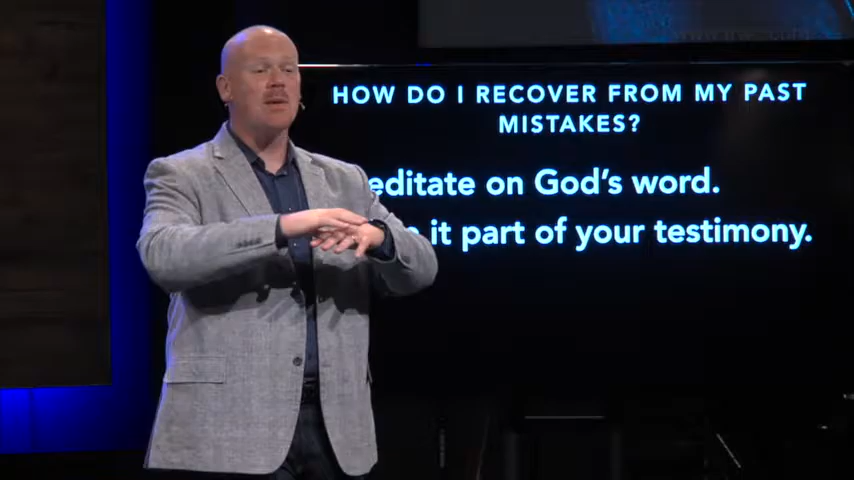 HOW DO I RECOVER FROM MY PAST
MISTAKES?
editate on God's word.
it part of your testimony.